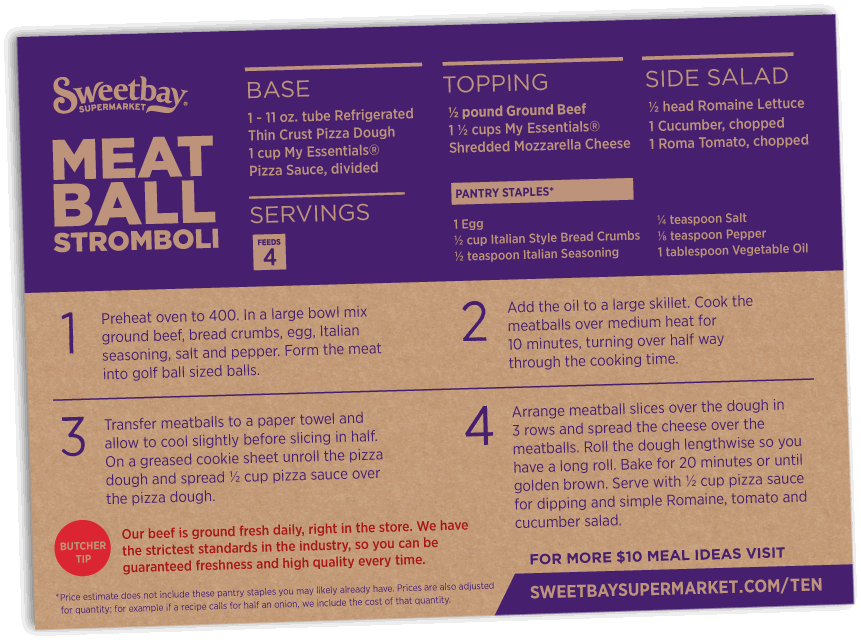 Sweetbay
SUPERMARKET
MEAT
BALL
STROMBOLI
BASE
1 - 11 oz. tube Refrigerated
Thin Crust Pizza Dough
1 cup My Essentials®
Pizza Sauce, divided
SERVINGS
FEEDS
4
TOPPING
½ pound Ground Beef
1 ½ cups My Essentials®
Shredded Mozzarella Cheese
SIDE SALAD
½ head Romaine Lettuce
1 Cucumber, chopped
1 Roma Tomato, chopped
PANTRY STAPLES*
1 Egg
½ cup Italian Style Bread Crumbs
½ teaspoon Italian Seasoning
¼ teaspoon Salt
⅛ teaspoon Pepper
1 tablespoon Vegetable Oil
1
Preheat oven to 400. In a large bowl mix
ground beef, bread crumbs, egg, Italian
seasoning, salt and pepper. Form the meat
into golf ball sized balls.
2
Add the oil to a large skillet. Cook the
meatballs over medium heat for
10 minutes, turning over half way
through the cooking time.
3
Transfer meatballs to a paper towel and
allow to cool slightly before slicing in half.
On a greased cookie sheet unroll the pizza
dough and spread ½ cup pizza sauce over
the pizza dough.
4
Arrange meatball slices over the dough in
3 rows and spread the cheese over the
meatballs. Roll the dough lengthwise so you
have a long roll. Bake for 20 minutes or until
golden brown. Serve with ½ cup pizza sauce
for dipping and simple Romaine, tomato and
cucumber salad.
BUTCHER
TIP
Our beef is ground fresh daily, right in the store. We have
the strictest standards in the industry, so you can be
guaranteed freshness and high quality every time.
*Price estimate does not include these pantry staples you may likely already have. Prices are also adjusted
for quantity; for example if a recipe calls for half an onion, we include the cost of that quantity.
FOR MORE $10 MEAL IDEAS VISIT
SWEETBAYSUPERMARKET.COM/TEN